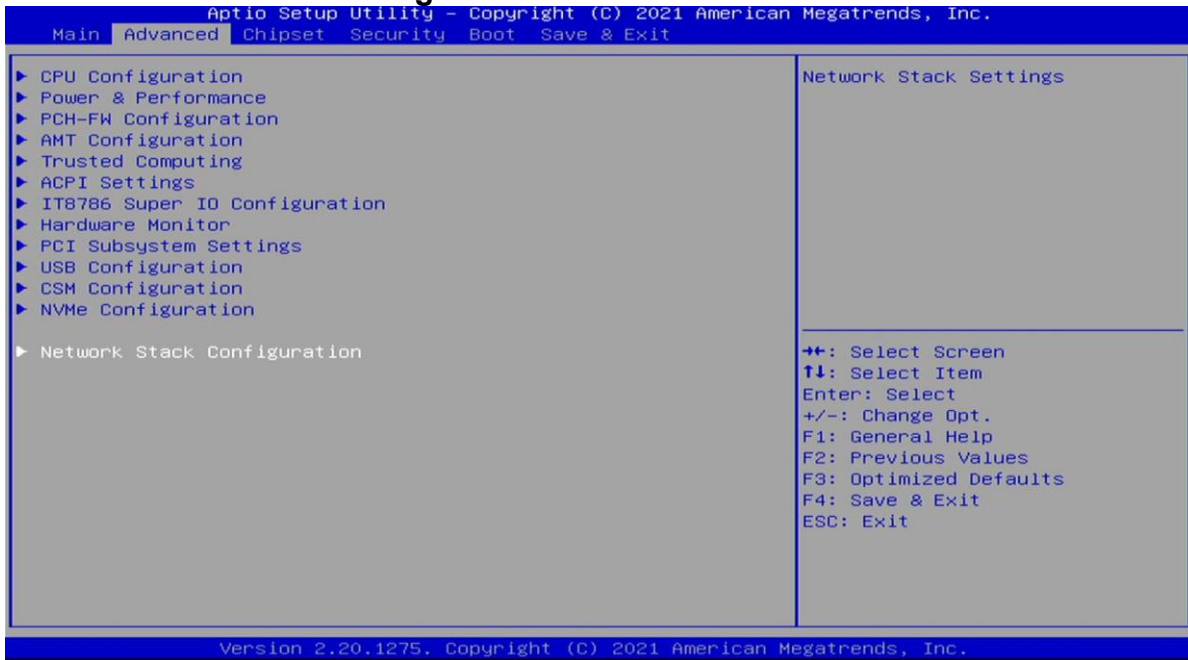 Aptio Setup Utility – Copyright (C) 2021 American Megatrends, Inc.
Main Advanced Chipset Security Boot Save & Exit
▶ CPU Configuration
▶ Power & Performance
▶ PCH-FW Configuration
▶ AMT Configuration
▶ Trusted Computing
▶ ACPI Settings
▶ IT8786 Super IO Configuration
▶ Hardware Monitor
▶ PCI Subsystem Settings
▶ USB Configuration
▶ CSM Configuration
▶ NVMe Configuration
▶ Network Stack Configuration
Network Stack Settings
→←: Select Screen
↑↓: Select Item
Enter: Select
+/-: Change Opt.
F1: General Help
F2: Previous Values
F3: Optimized Defaults
F4: Save & Exit
ESC: Exit
Version 2.20.1275. Copyright (C) 2021 American Megatrends, Inc.